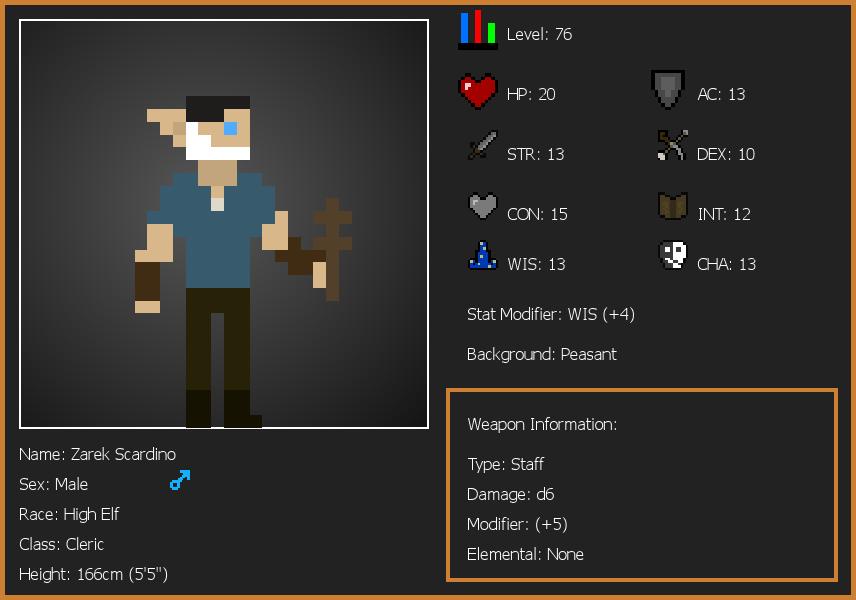 Level: 76
HP: 20
AC: 13
STR: 13
DEX: 10
CON: 15
INT: 12
WIS: 13
CHA: 13
Stat Modifier: WIS (+4)
Background: Peasant
Weapon Information:
Type: Staff
Damage: d6
Modifier: (+5)
Elemental: None
Name: Zarek Scardino
Sex: Male
Race: High Elf
Class: Cleric
Height: 166cm (5'5")